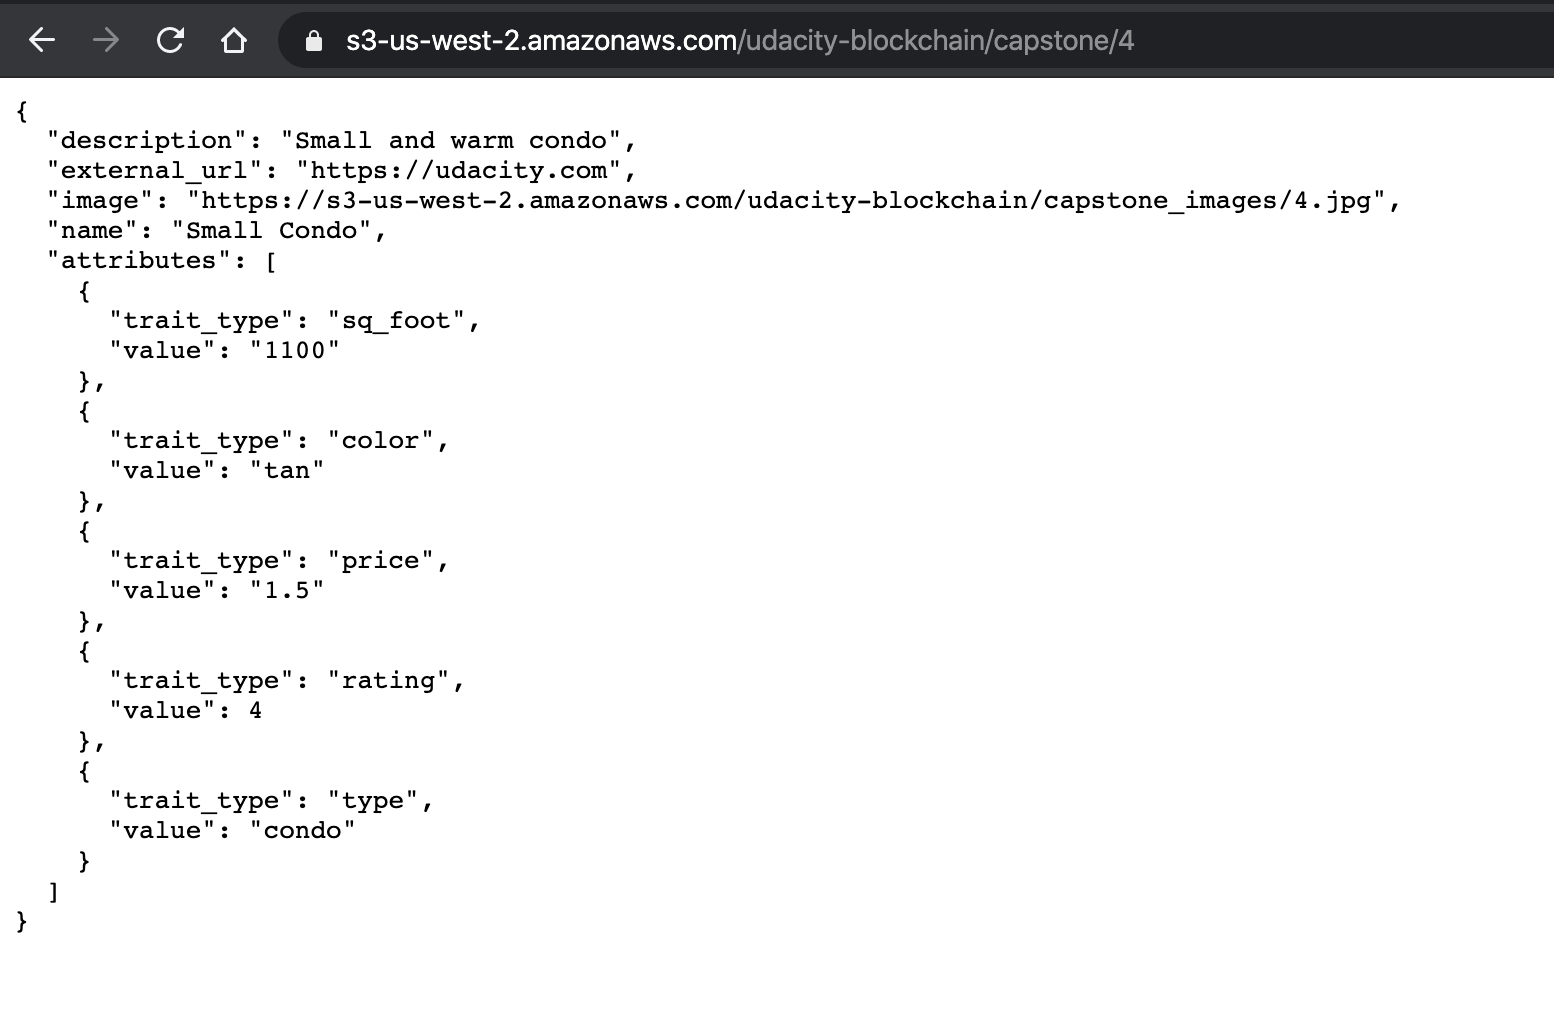 s3-us-west-2.amazonaws.com/udacity-blockchain/capstone/4
{
  "description": "Small and warm condo",
  "external_url": "https://udacity.com",
  "image": "https://s3-us-west-2.amazonaws.com/udacity-blockchain/capstone_images/4.jpg",
  "name": "Small Condo",
  "attributes": [
    {
      "trait_type": "sq_foot",
      "value": "1100"
    },
    {
      "trait_type": "color",
      "value": "tan"
    },
    {
      "trait_type": "price",
      "value": "1.5"
    },
    {
      "trait_type": "rating",
      "value": 4
    },
    {
      "trait_type": "type",
      "value": "condo"
    }
  ]
}